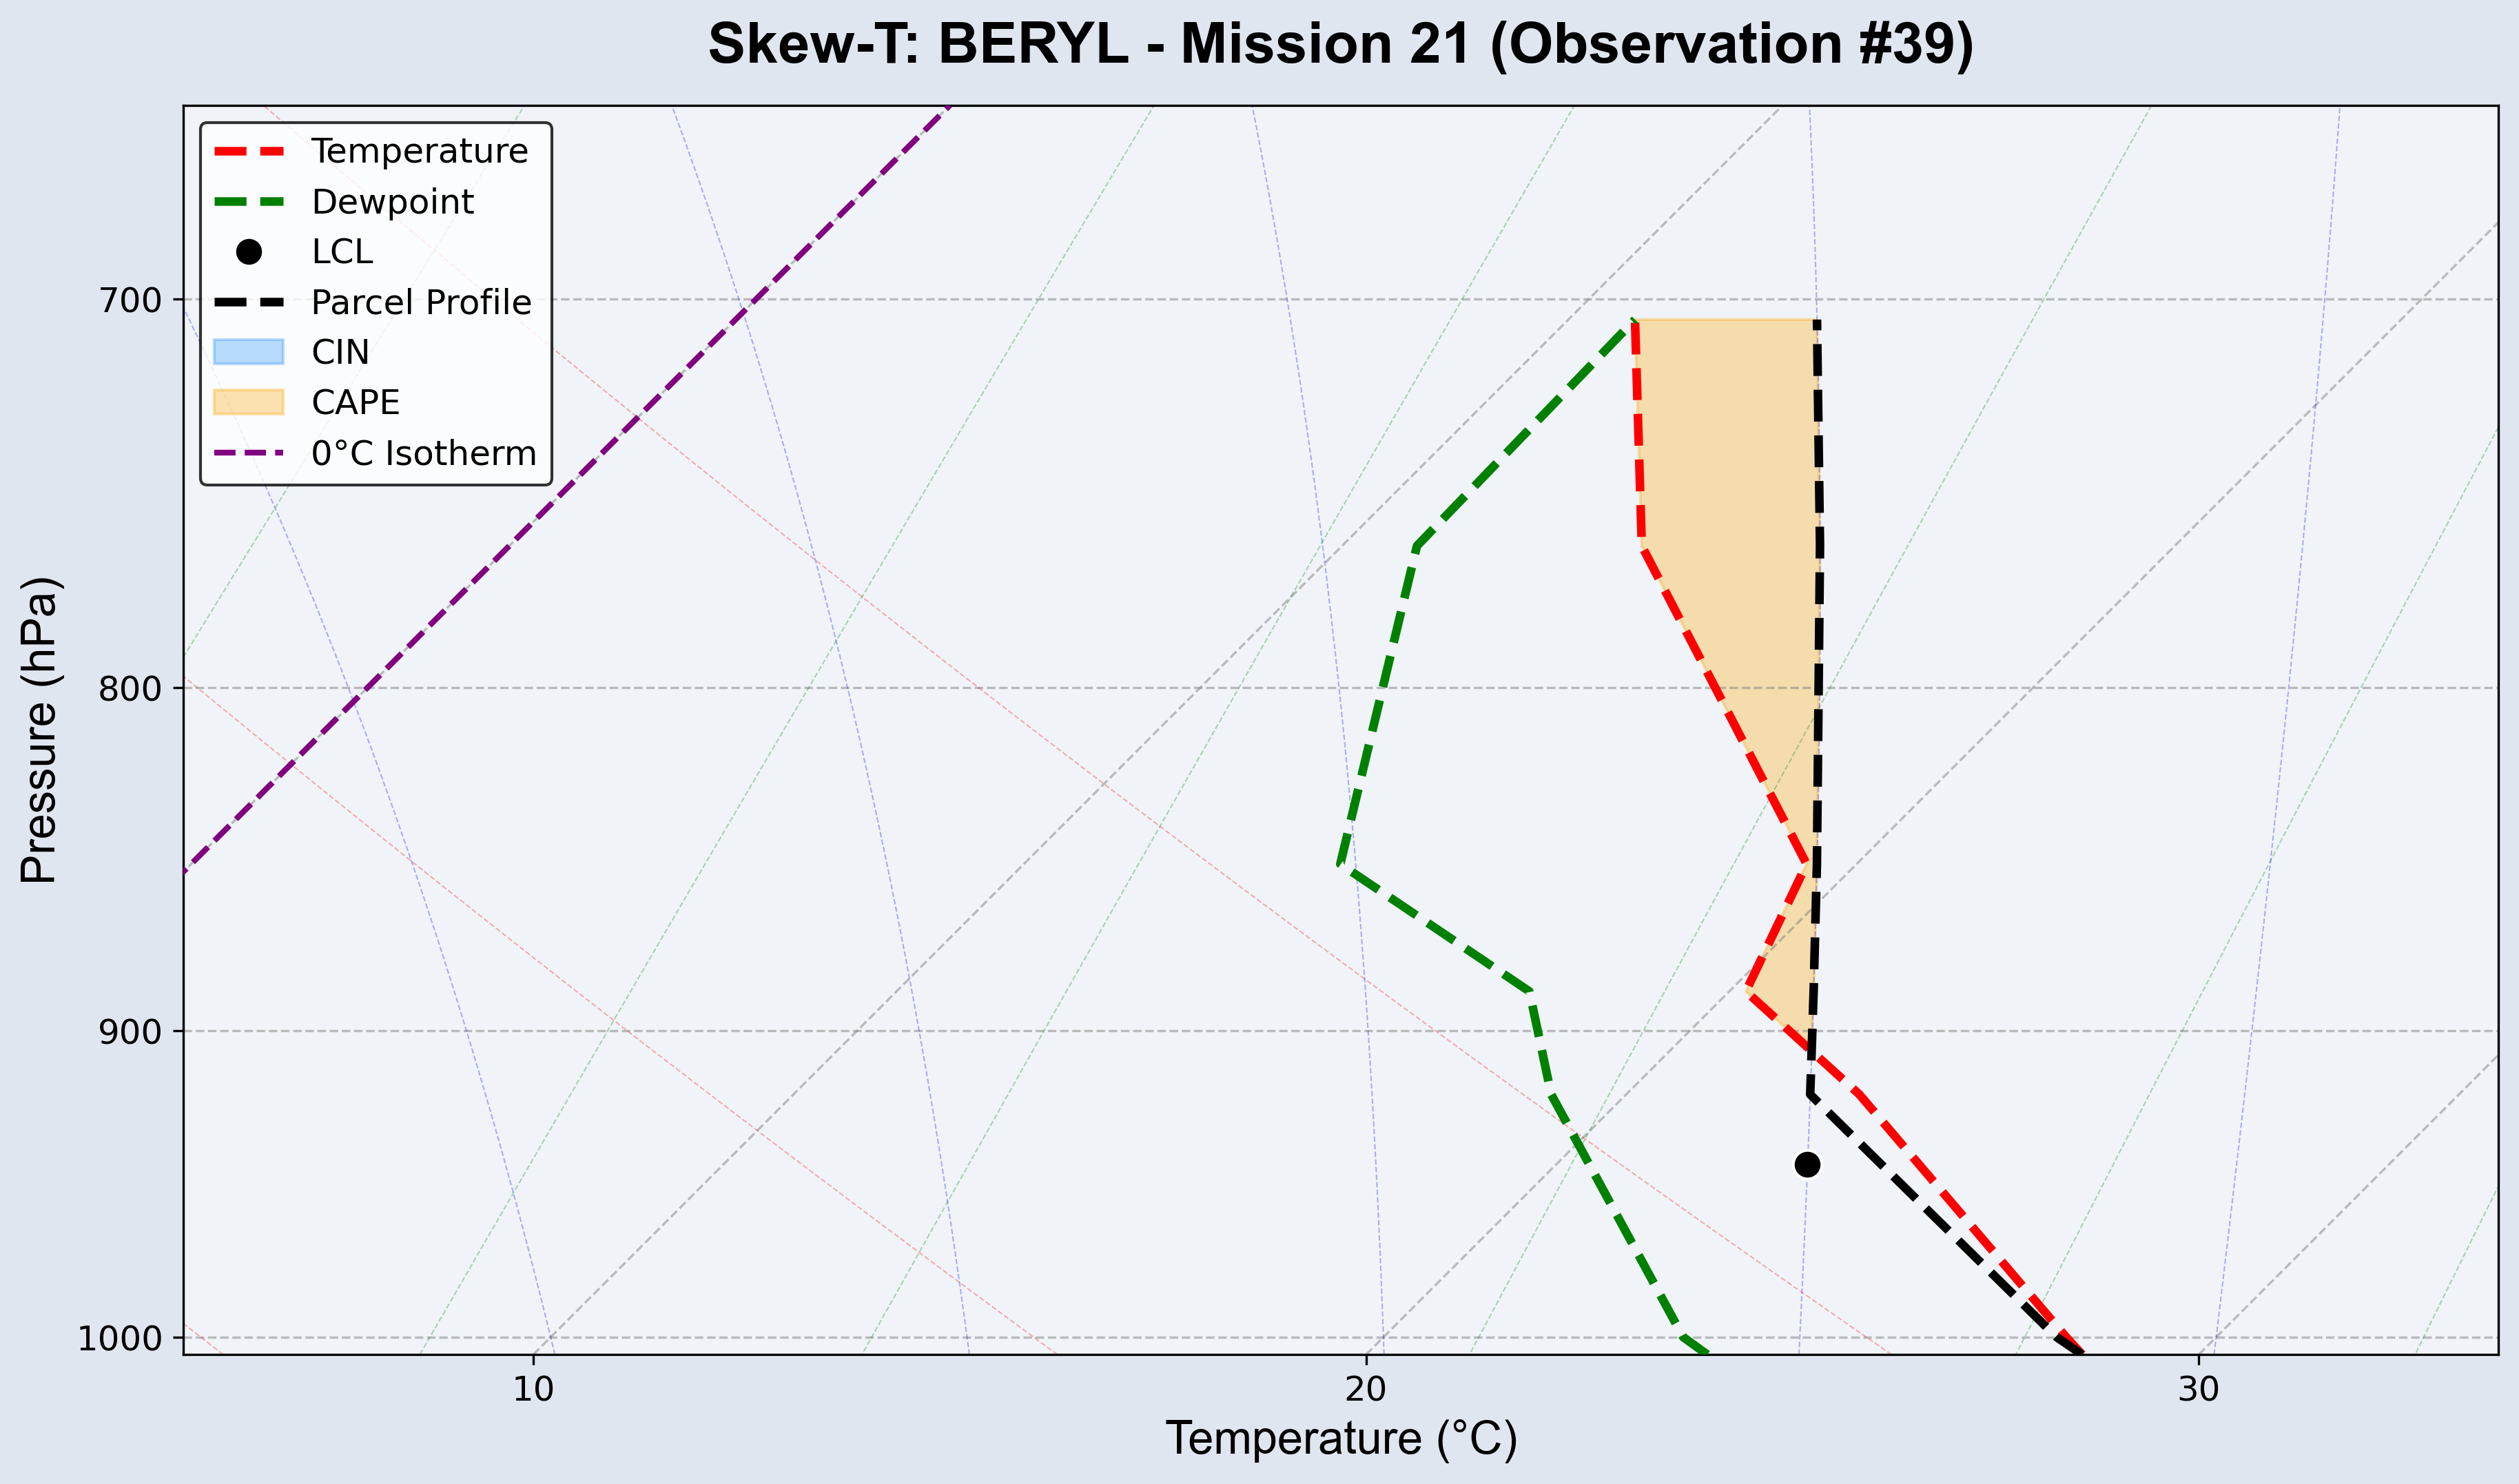 Skew-T: BERYL - Mission 21 (Observation #39)
Temperature
Dewpoint
LCL
Parcel Profile
CIN
CAPE
0°C Isotherm
Pressure (hPa)
700
800
900
1000
10
20
30
Temperature (°C)